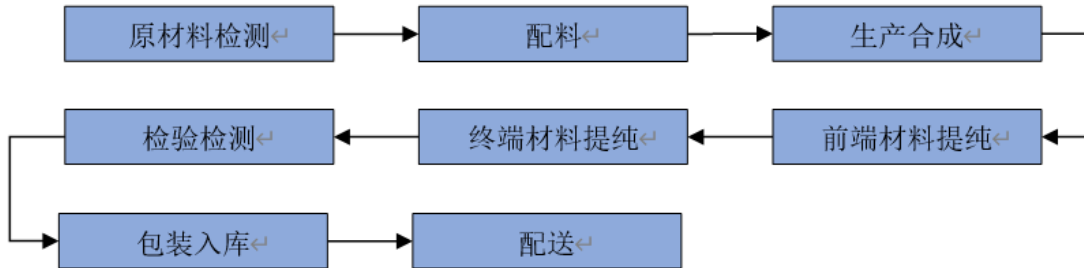 原材料检测↵
配料↵
生产合成↵
前端材料提纯↵
终端材料提纯↵
检验检测↵
包装入库↵
配送↵